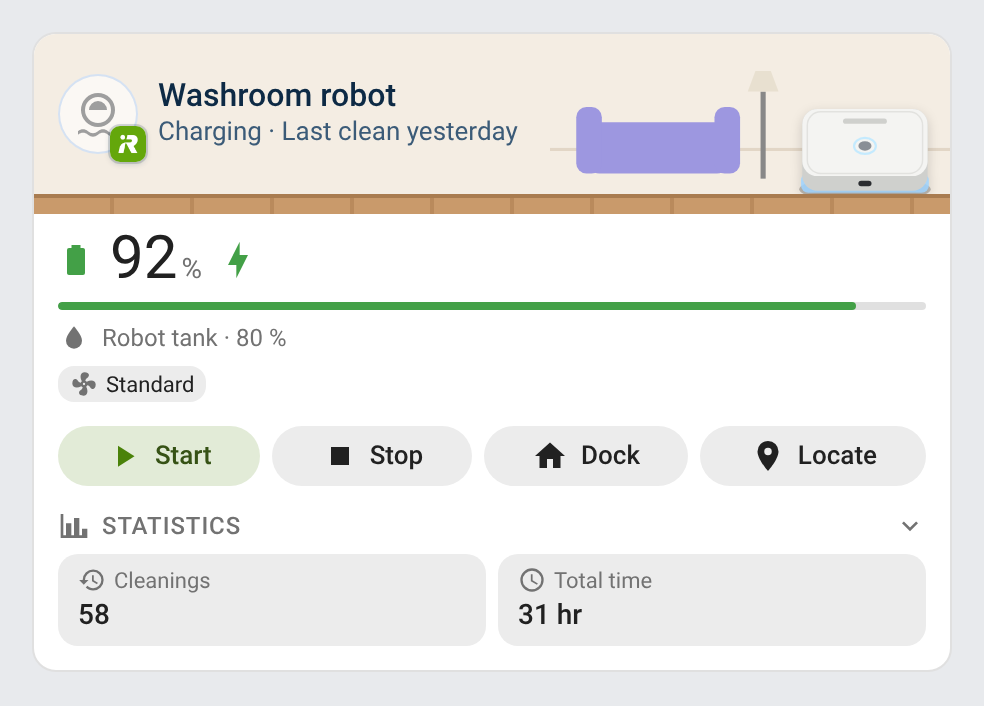 Washroom robot
Charging · Last clean yesterday
92 %
Robot tank · 80 %
Standard
Start Stop Dock Locate
STATISTICS
Cleanings Total time
58 31 hr